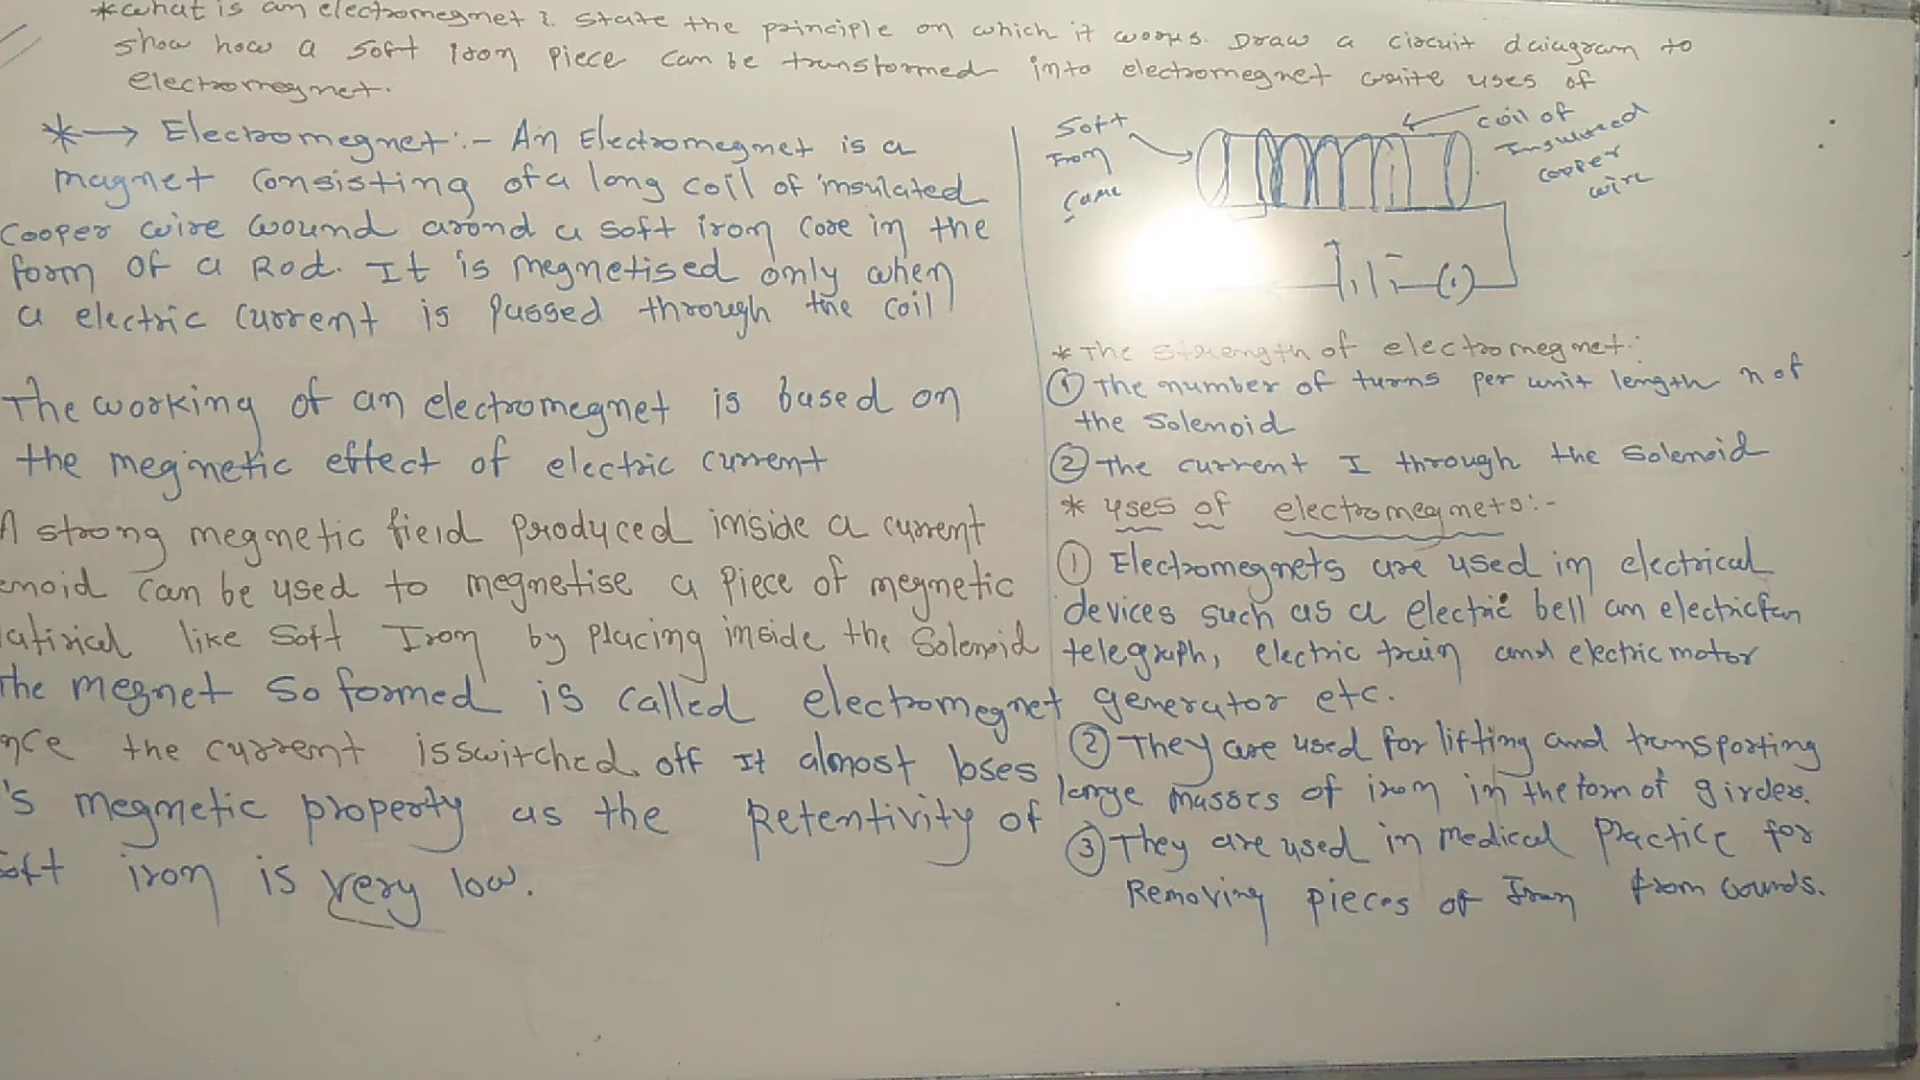 *what is an electromegnet ? state the principle on which it works. Draw a circuit daiagram to
show how a soft Iron piece can be transformed into electromegnet write uses of
electromegnet.
*→ Electromegnet:- An Electromegnet is a
magnet consisting of a long coil of insulated
cooper wire wound arond a soft iron core in the
form of a Rod. It is megnetised only when
a electric current is passed through the coil
The working of an electromegnet is based on
the megnetic effect of electric current
A strong megnetic field produced inside a current
enoid can be used to megnetise a piece of megnetic
atirial like soft Iron by placing inside the Solenoid
The megnet so formed is called electromegnet
nce the current isswitched off It almost loses
's megnetic property as the Retentivity of
oft iron is very low.
Soft
Iron
coil of
Insulated
cooper
wire
* The strength of electromegnet:
① The number of turns per unit length n of
the Solenoid
② The current I through the Solenoid
* uses of electromegnets:-
① Electromegnets are used in electrical
devices such as a electric bell an electric fan
telegraph, electric train and electric motor
generator etc.
② They are used for lifting and transporting
large masses of iron in the form of girders.
③ They are used in medical practice for
Removing pieces of Iron from wounds.